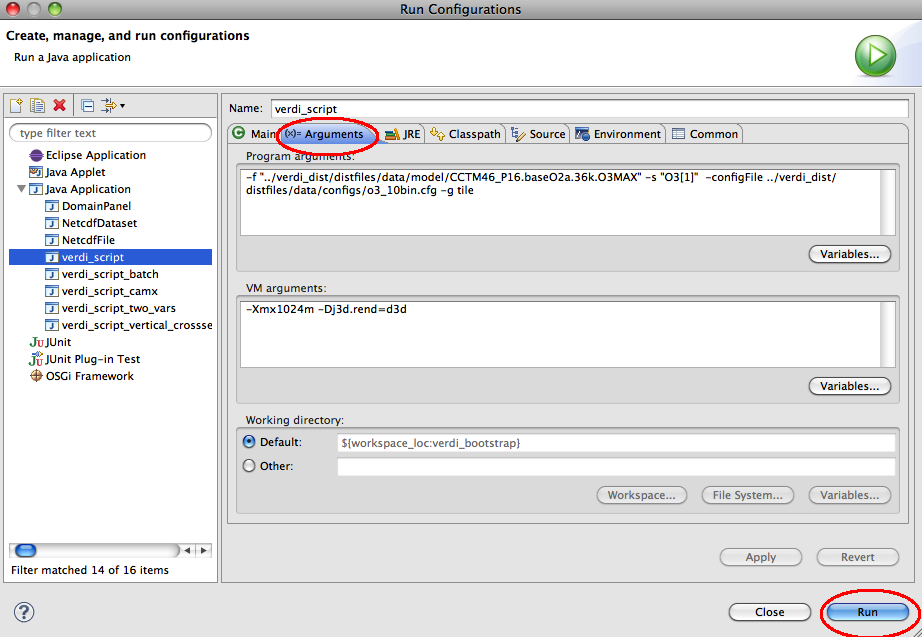 Run Configurations
Create, manage, and run configurations
Run a Java application
type filter text
Eclipse Application
Java Applet
Java Application
DomainPanel
NetcdfDataset
NetcdfFile
verdi_script
verdi_script_batch
verdi_script_camx
verdi_script_two_vars
verdi_script_vertical_crossse
JUnit
JUnit Plug-in Test
OSGi Framework
Filter matched 14 of 16 items
Name: verdi_script
Main (x)= Arguments JRE Classpath Source Environment Common
Program arguments:
-f "../verdi_dist/distfiles/data/model/CCTM46_P16.baseO2a.36k.O3MAX" -s "O3[1]" -configFile ../verdi_dist/
distfiles/data/configs/o3_10bin.cfg -g tile
Variables...
VM arguments:
-Xmx1024m -Dj3d.rend=d3d
Variables...
Working directory:
Default: ${workspace_loc:verdi_bootstrap}
Other:
Workspace... File System... Variables...
Apply Revert
? Close Run